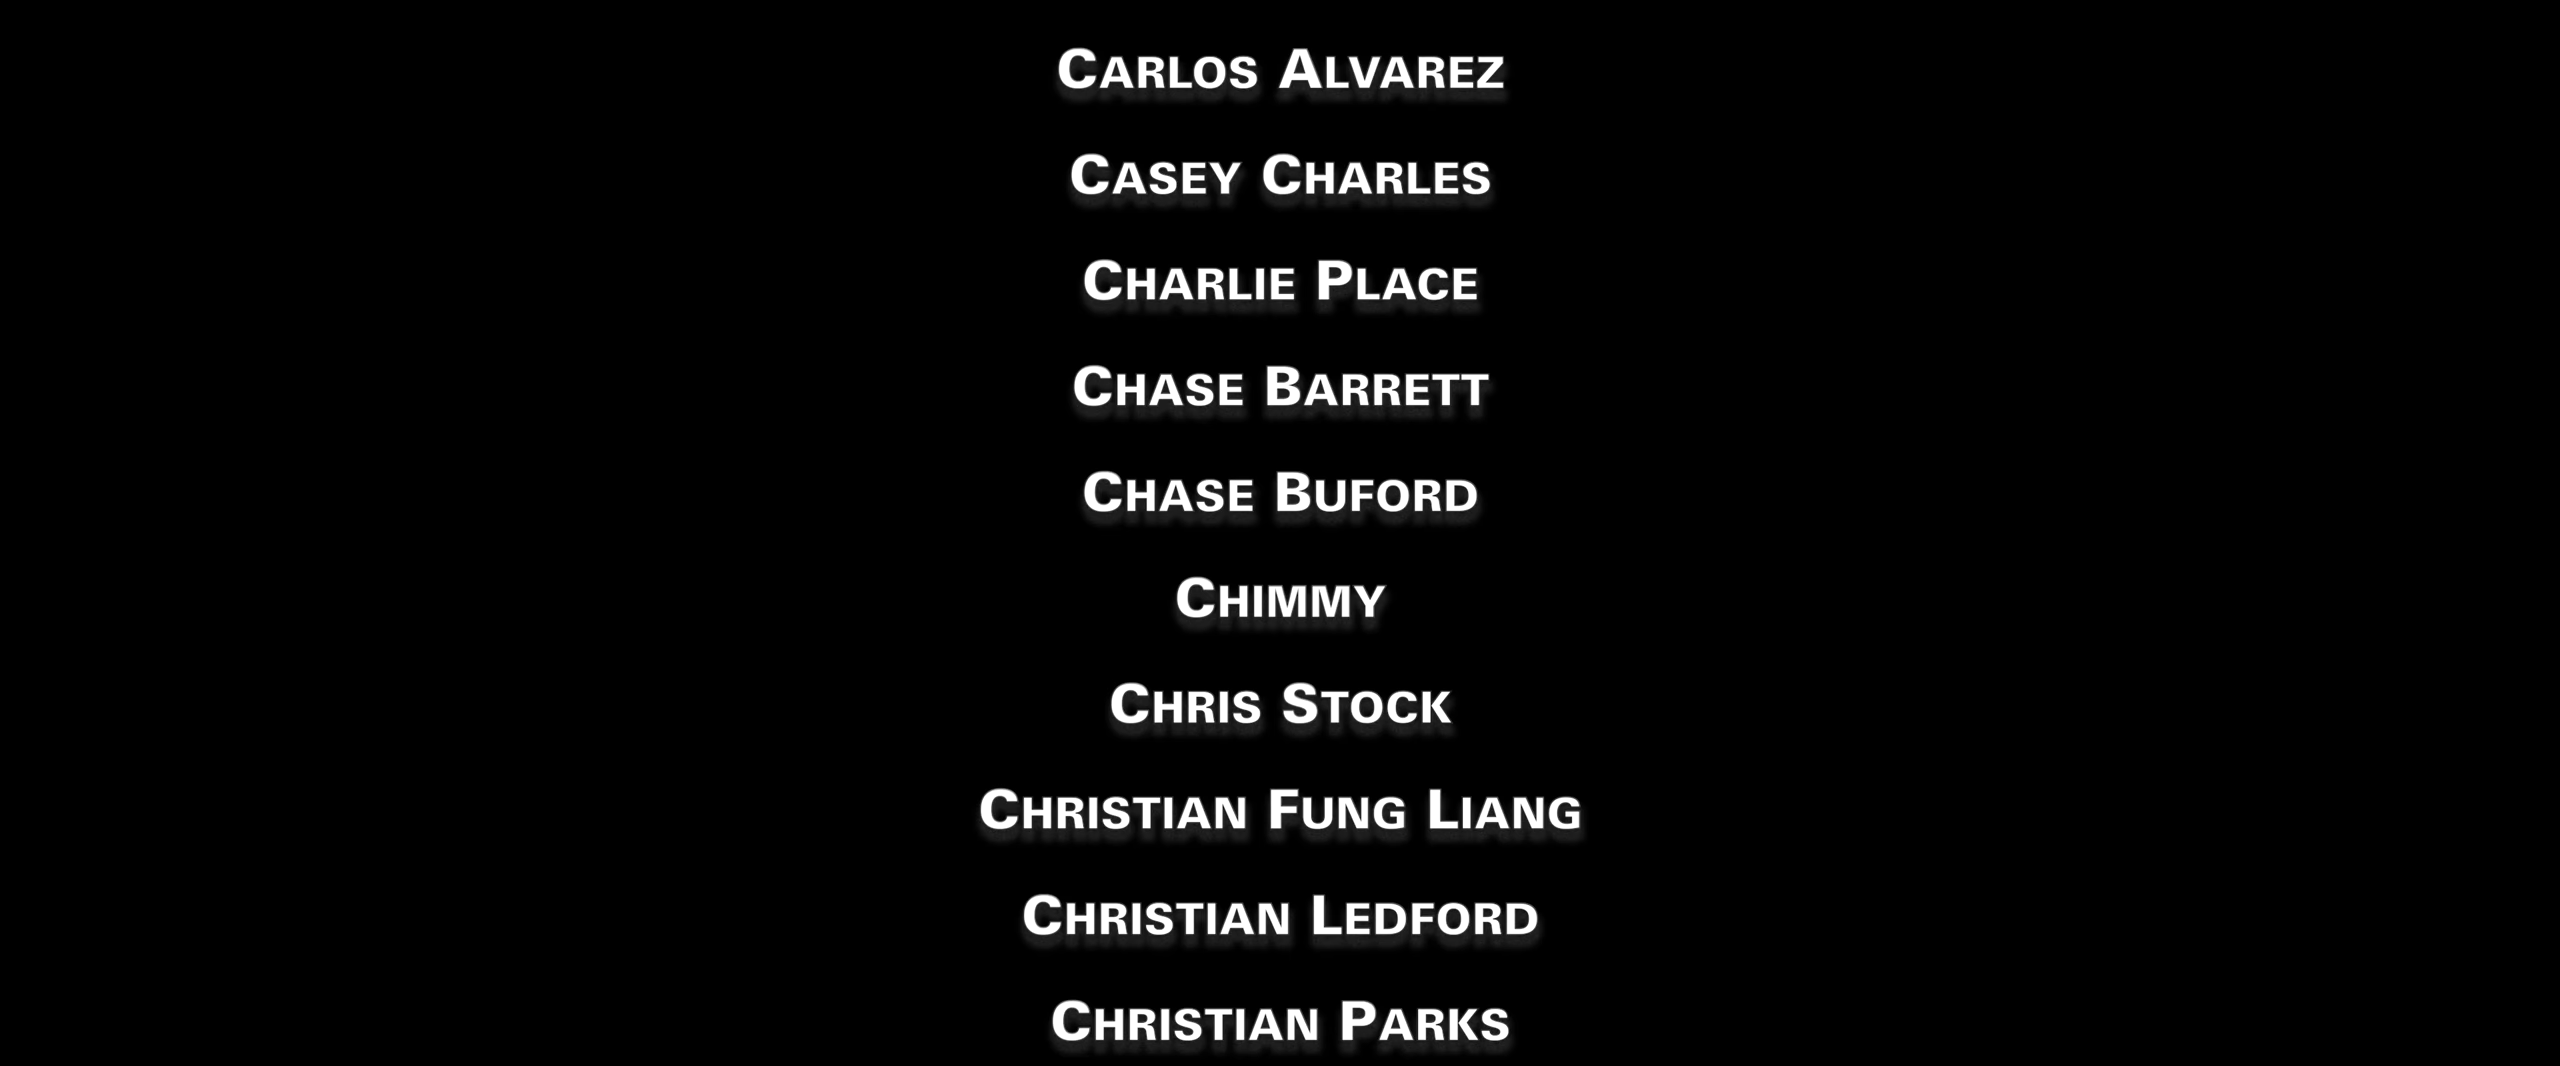 Carlos Alvarez
Casey Charles
Charlie Place
Chase Barrett
Chase Buford
Chimmy
Chris Stock
Christian Fung Liang
Christian Ledford
Christian Parks